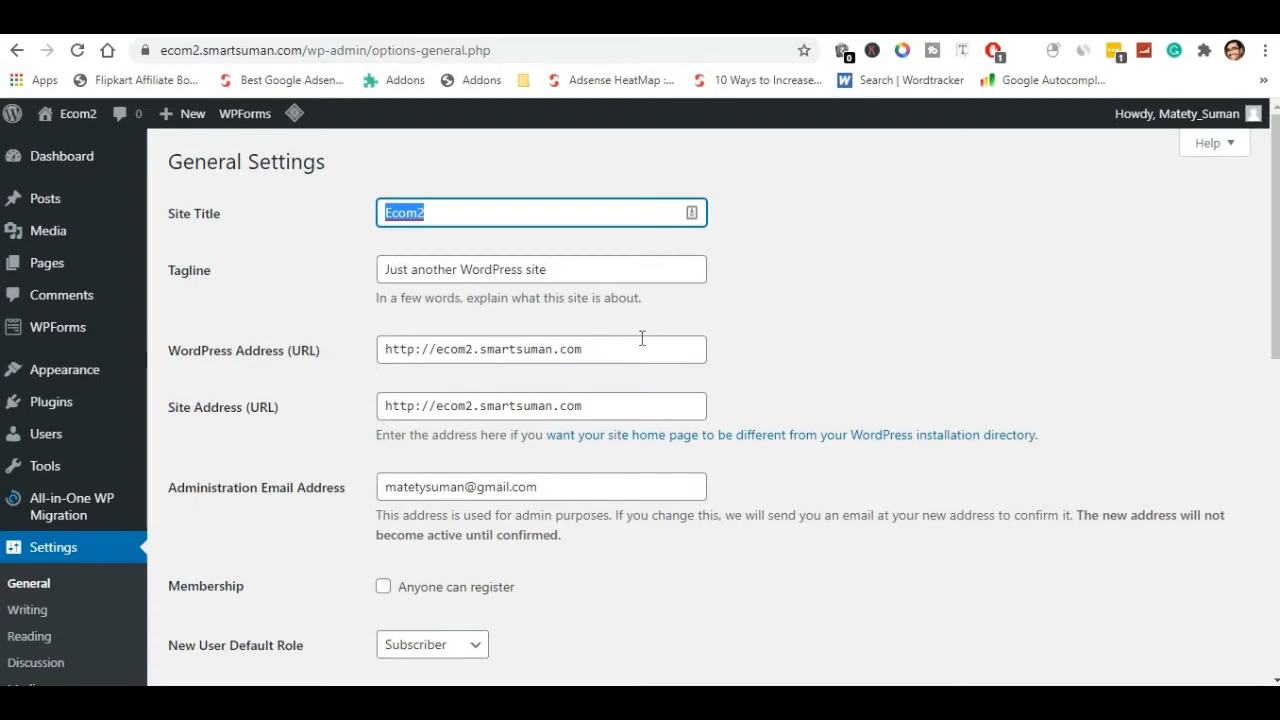 ecom2.smartsuman.com/wp-admin/options-general.php
0
1
1
Apps
Flipkart Affiliate Bo...
Best Google Adsen...
Addons
Addons
Adsense HeatMap :...
10 Ways to Increase...
W
Search | Wordtracker
Google Autocompl...
»
Ecom2
0
New
WPForms
Howdy, Matety_Suman
Help
Dashboard
Posts
Media
Pages
Comments
WPForms
Appearance
Plugins
Users
Tools
All-in-One WP
Migration
Settings
General
Writing
Reading
Discussion
General Settings
Site Title
Ecom2
Tagline
Just another WordPress site
In a few words, explain what this site is about.
WordPress Address (URL)
http://ecom2.smartsuman.com
Site Address (URL)
http://ecom2.smartsuman.com
Enter the address here if you want your site home page to be different from your WordPress installation directory.
Administration Email Address
matetysuman@gmail.com
This address is used for admin purposes. If you change this, we will send you an email at your new address to confirm it. The new address will not
become active until confirmed.
Membership
Anyone can register
New User Default Role
Subscriber